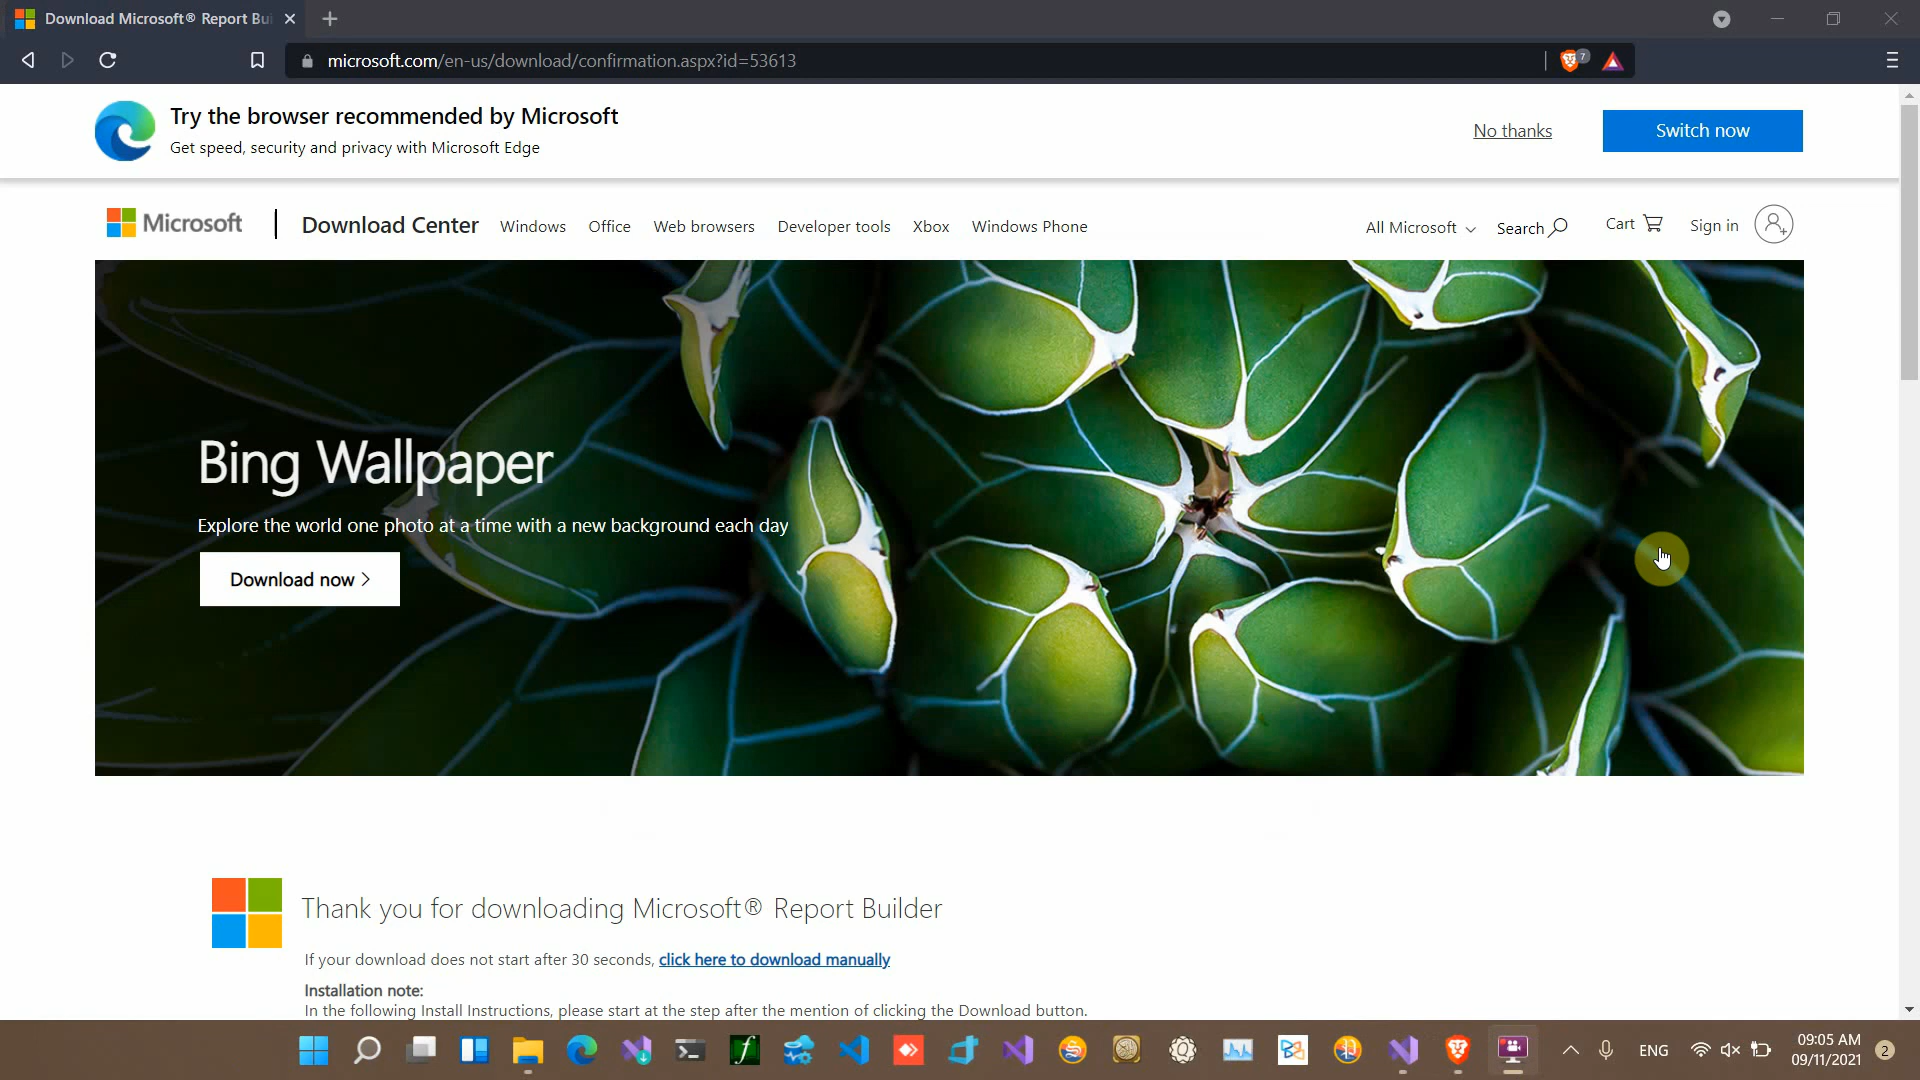 Download Microsoft® Report Bui
microsoft.com/en-us/download/confirmation.aspx?id=53613
7
Try the browser recommended by Microsoft
Get speed, security and privacy with Microsoft Edge
No thanks
Switch now
Microsoft
Download Center
Windows
Office
Web browsers
Developer tools
Xbox
Windows Phone
All Microsoft
Search
Cart
Sign in
Bing Wallpaper
Explore the world one photo at a time with a new background each day
Download now >
Thank you for downloading Microsoft® Report Builder
If your download does not start after 30 seconds, click here to download manually
Installation note:
In the following Install Instructions, please start at the step after the mention of clicking the Download button.
ENG
09:05 AM
09/11/2021
2